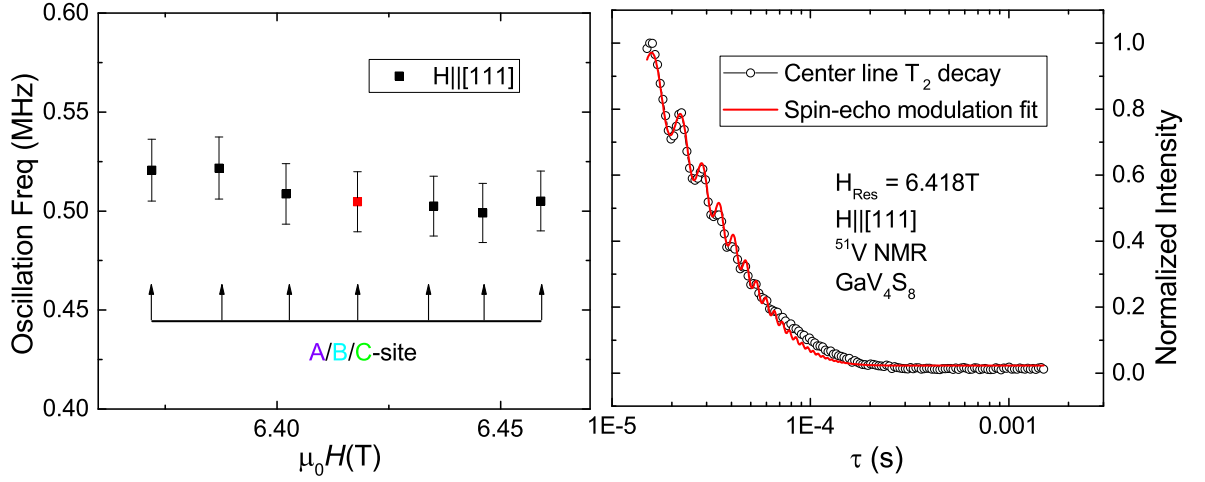 0.60
0.55
0.50
0.45
0.40
Oscillation Freq (MHz)
H||[111]
A/B/C-site
6.40
6.45
μ₀H(T)
Center line T₂ decay
Spin-echo modulation fit
H_Res = 6.418T
H||[111]
⁵¹V NMR
GaV₄S₈
1.0
0.8
0.6
0.4
0.2
0.0
Normalized Intensity
1E-5
1E-4
0.001
τ (s)